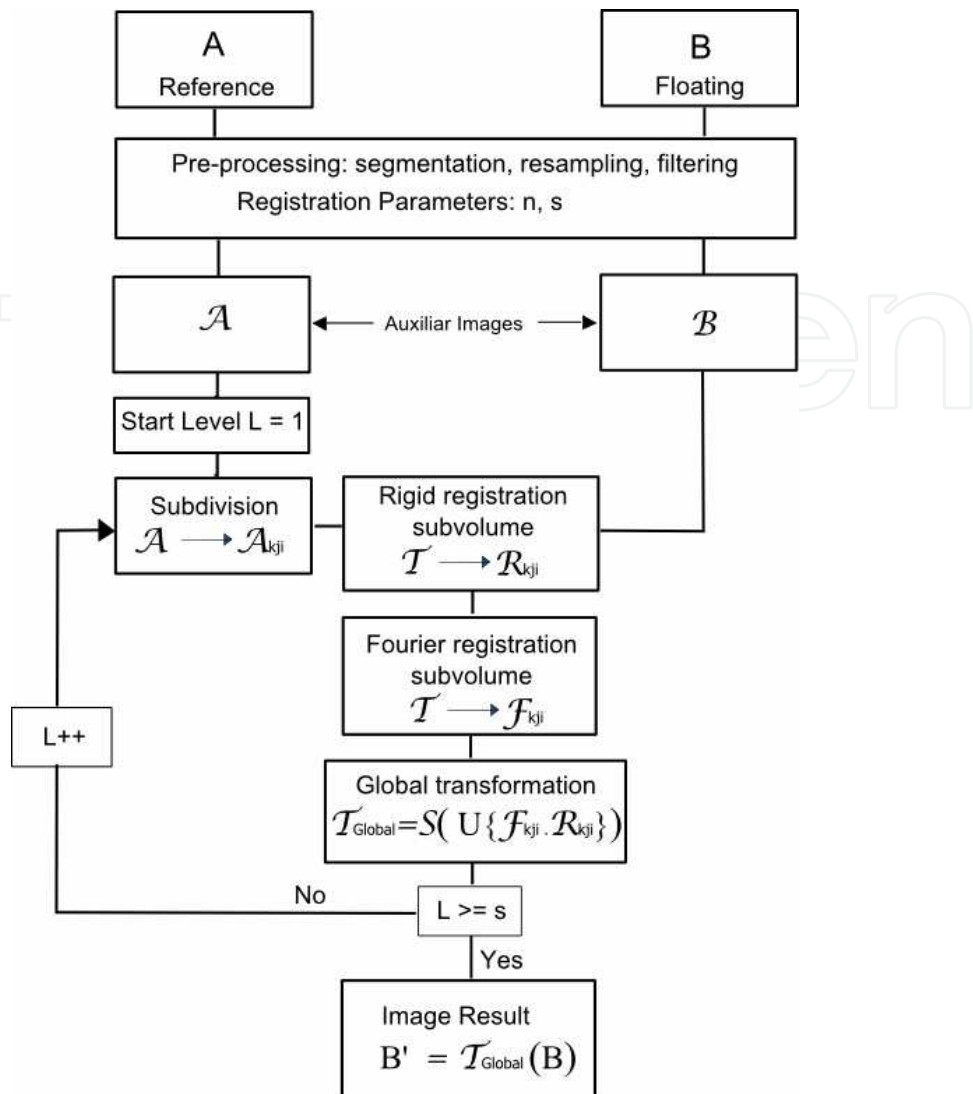 A
Reference
B
Floating
Pre-processing: segmentation, resampling, filtering
Registration Parameters: n, s
𝒜
Auxiliar Images
ℬ
Start Level L = 1
Subdivision
𝒜 → 𝒜kji
Rigid registration
subvolume
𝒯 → ℛkji
Fourier registration
subvolume
𝒯 → ℱkji
L++
Global transformation
𝒯Global=S( U{ℱkji.ℛkji})
No
L >= s
Yes
Image Result
B' = 𝒯Global(B)
en